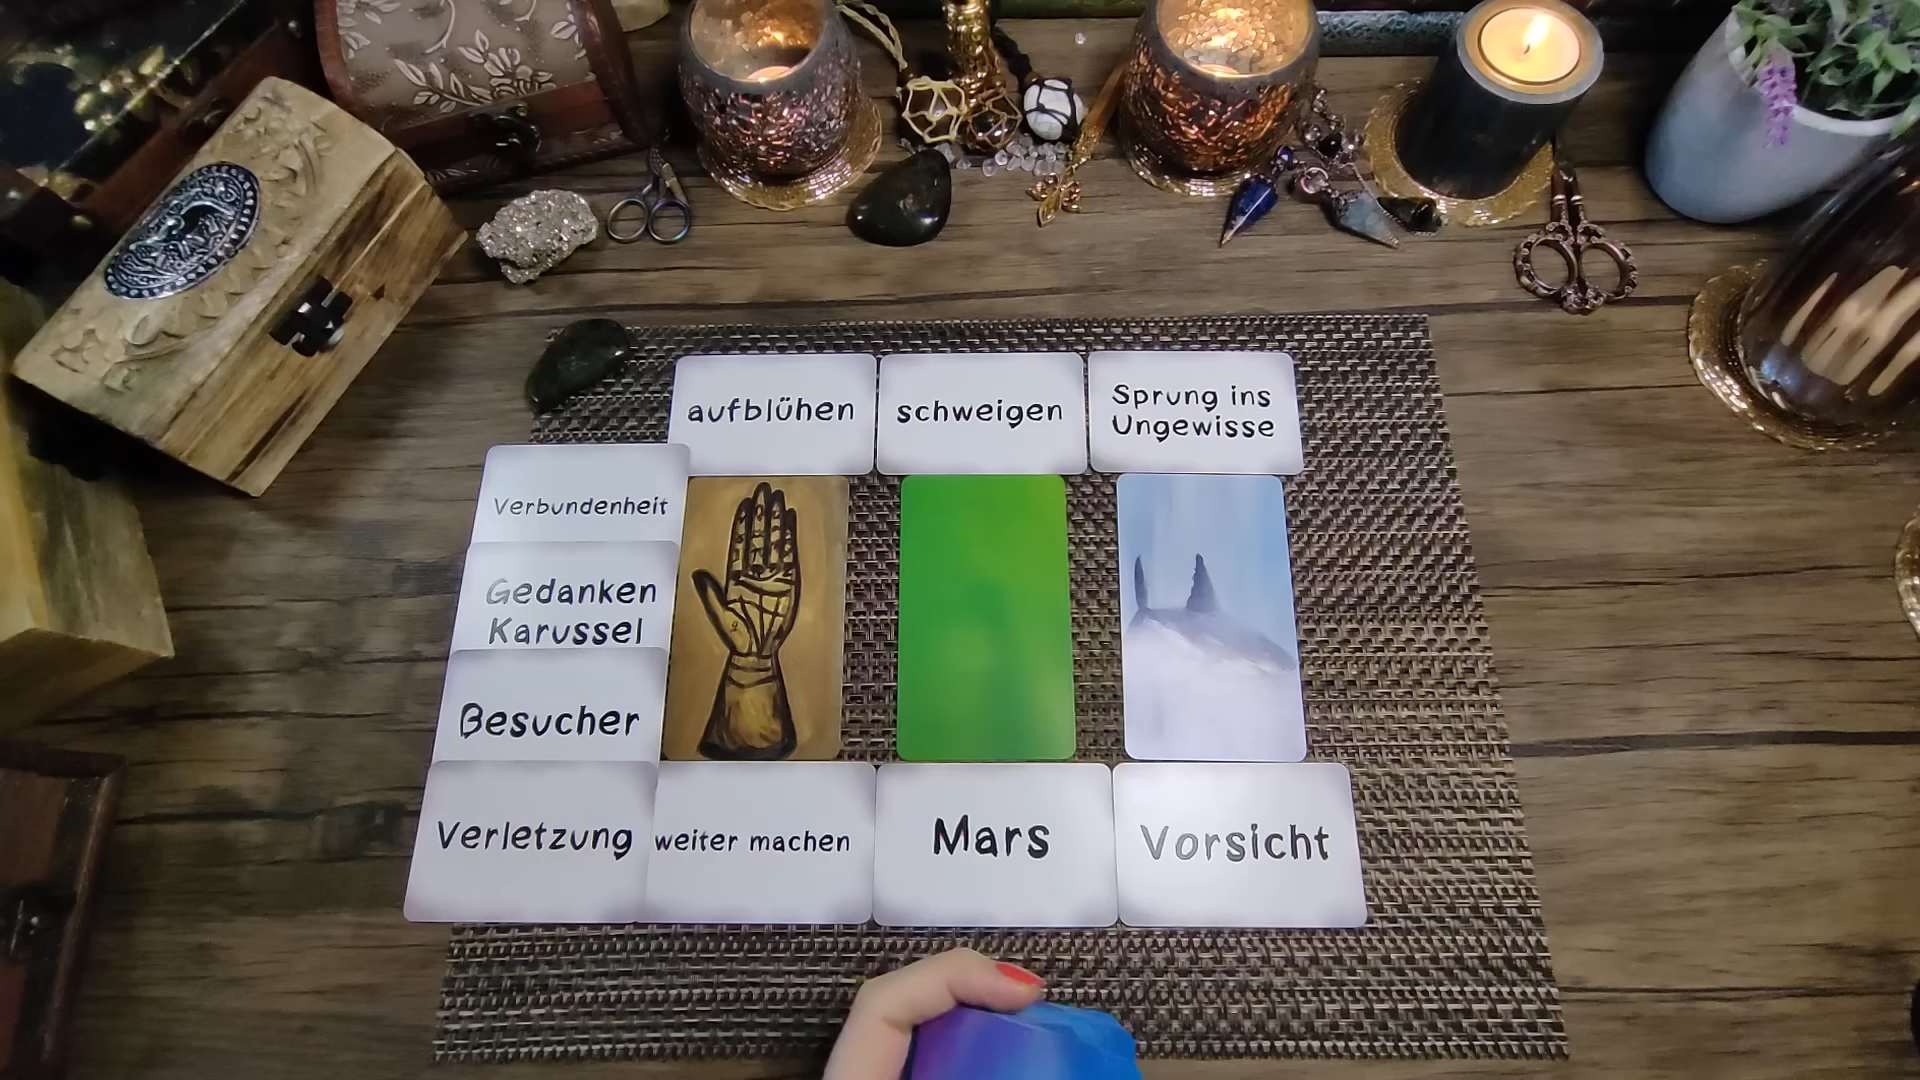 aufblühen
schweigen
Sprung ins
Ungewisse
Verbundenheit
Gedanken
Karussel
Besucher
Verletzung
weiter machen
Mars
Vorsicht